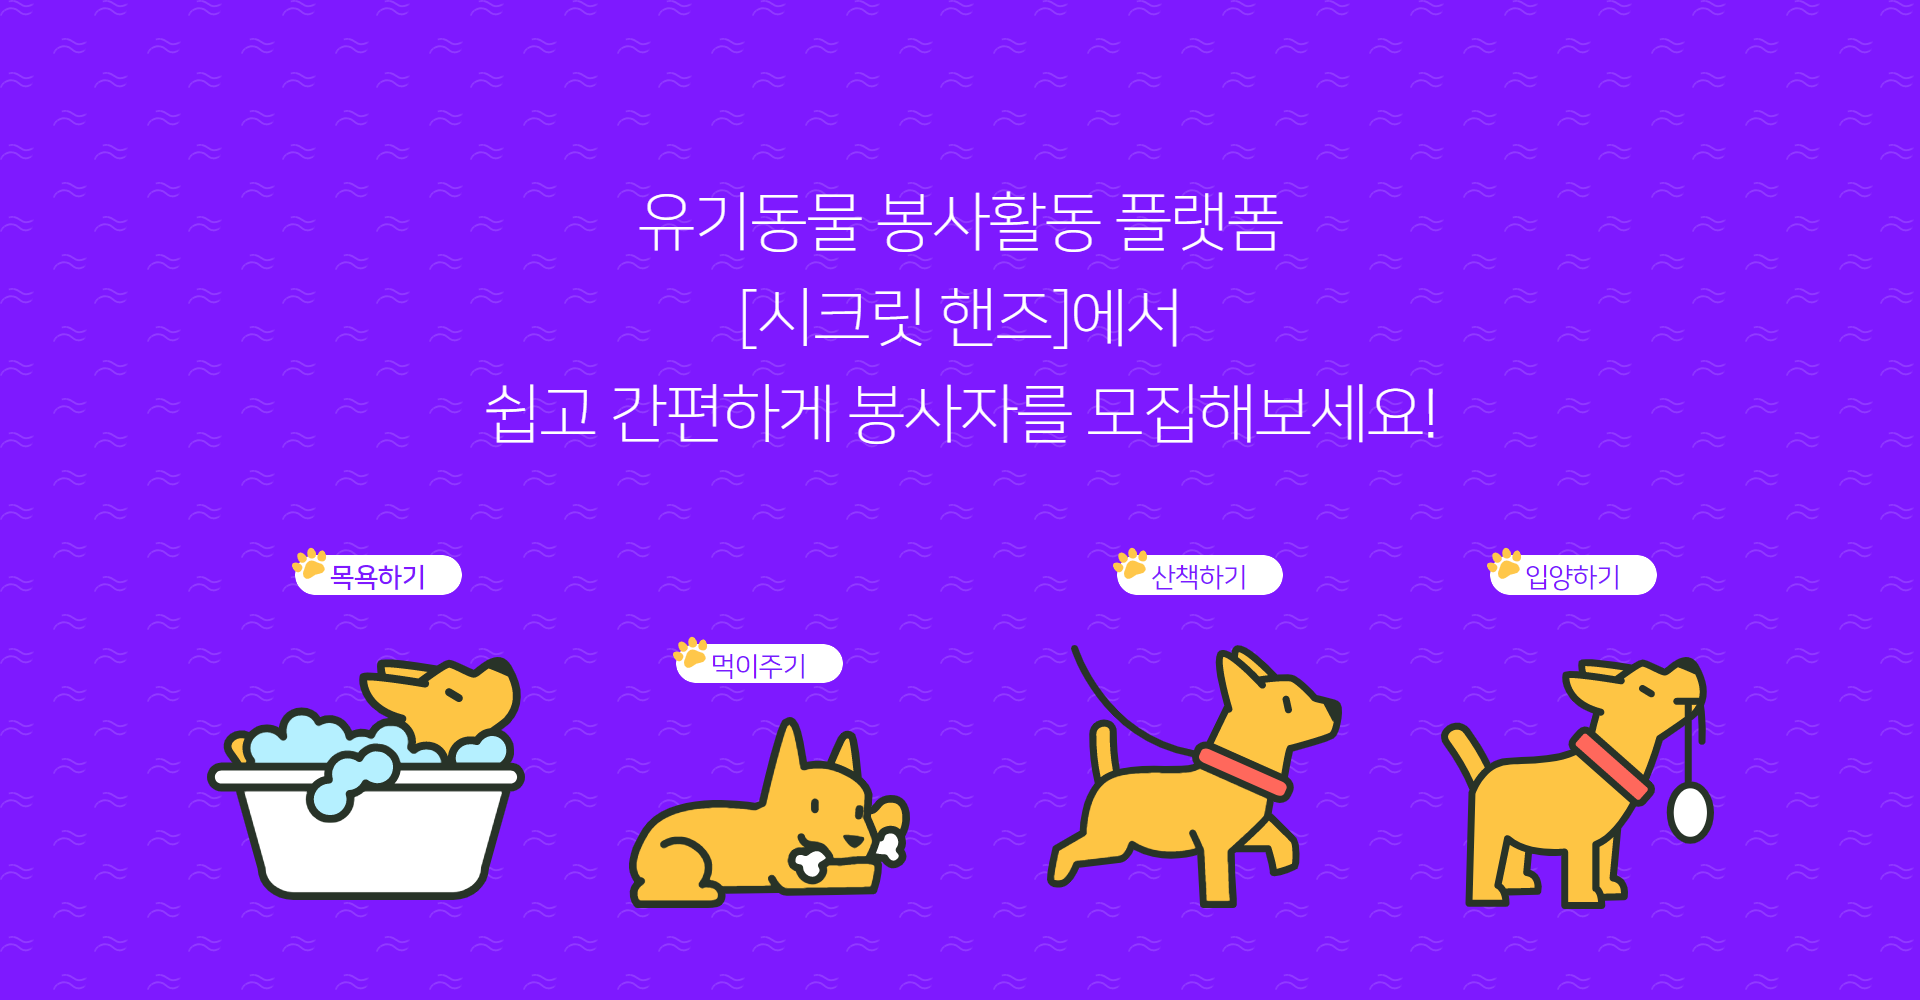 유기동물 봉사활동 플랫폼
[시크릿 핸즈]에서
쉽고 간편하게 봉사자를 모집해보세요!
목욕하기
먹이주기
산책하기
입양하기